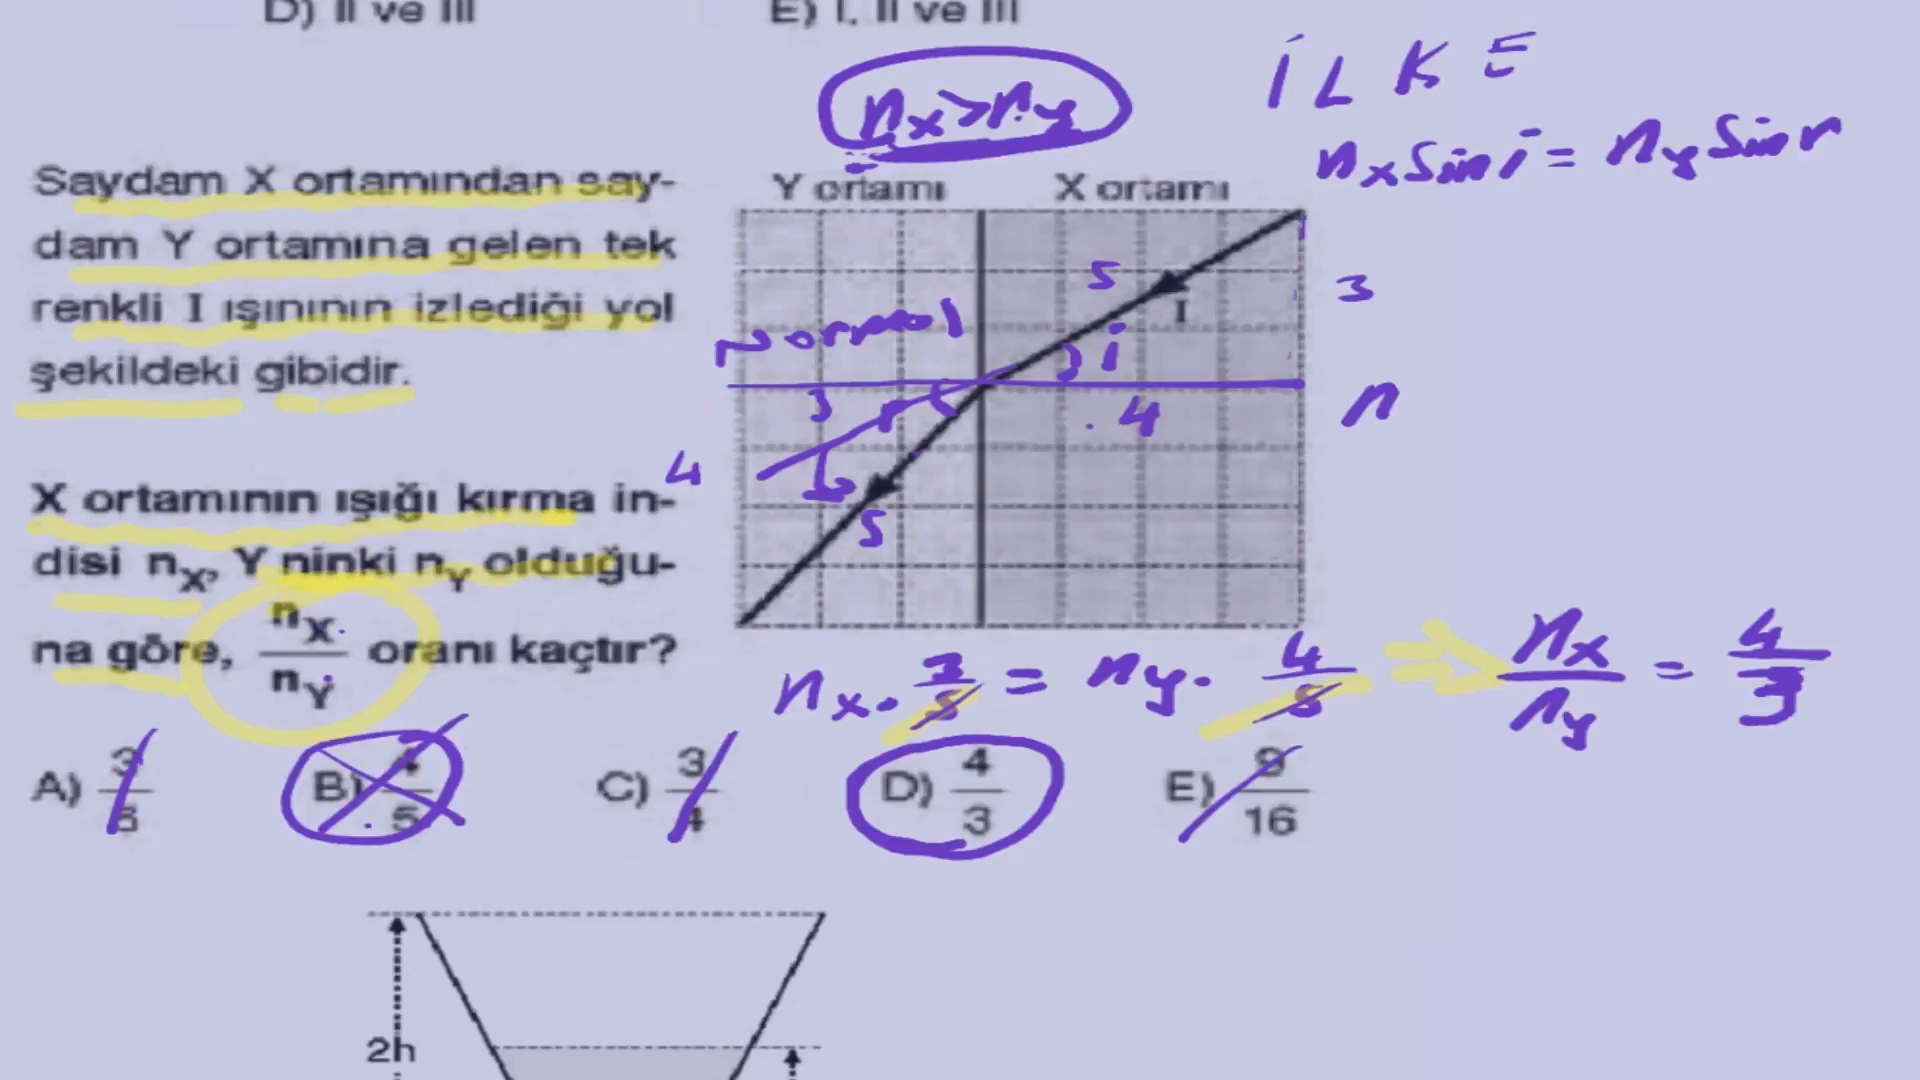 D) II ve III
E) I, II ve III
İLKE
nx>ny
nx Sin i = ny Sin r
Saydam X ortamından say-
dam Y ortamına gelen tek
renkli I ışınının izlediği yol
şekildeki gibidir.
Y ortamı
X ortamı
5
3
I
Normal
i
3
r
4
n
4
5
X ortamının ışığı kırma in-
disi nX, Y ninki nY olduğu-
na göre, nX/nY oranı kaçtır?
nx. 3/5 = ny. 4/5 ⇒ nx/ny = 4/3
A) 3/5
B) 4/5
C) 3/4
D) 4/3
E) 9/16
2h